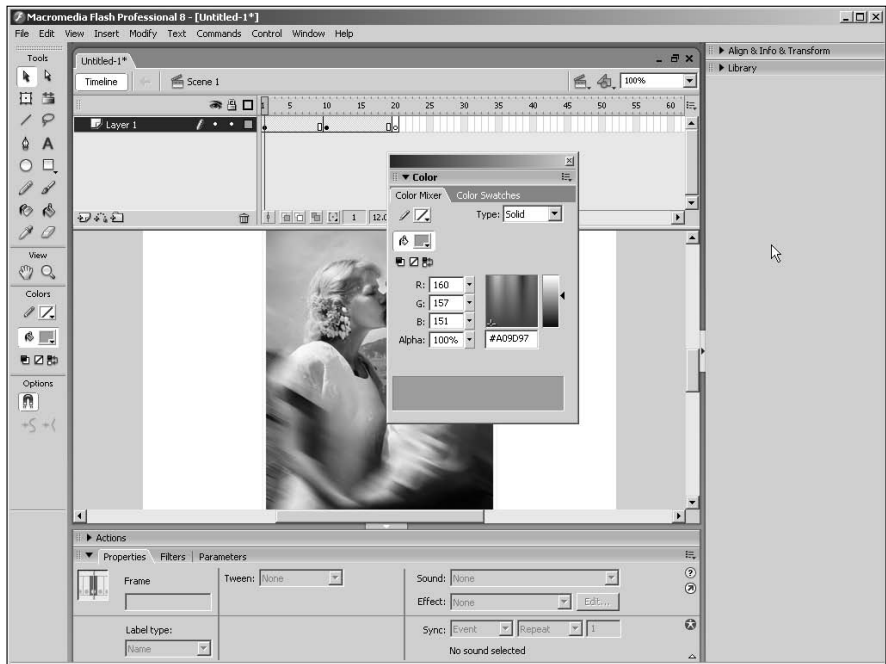 Macromedia Flash Professional 8 - [Untitled-1*]
File Edit View Insert Modify Text Commands Control Window Help
Tools
View
Colors
Options
Untitled-1*
Timeline Scene 1 100%
1 5 10 15 20 25 30 35 40 45 50 55 60
Layer 1
1 12.0
Color
Color Mixer Color Swatches
Type: Solid
R: 160
G: 157
B: 151
Alpha: 100% #A09D97
Align & Info & Transform
Library
Actions
Properties Filters Parameters
Frame Tween: None Sound: None
Effect: None Edit...
Label type: Sync: Event Repeat 1
Name No sound selected